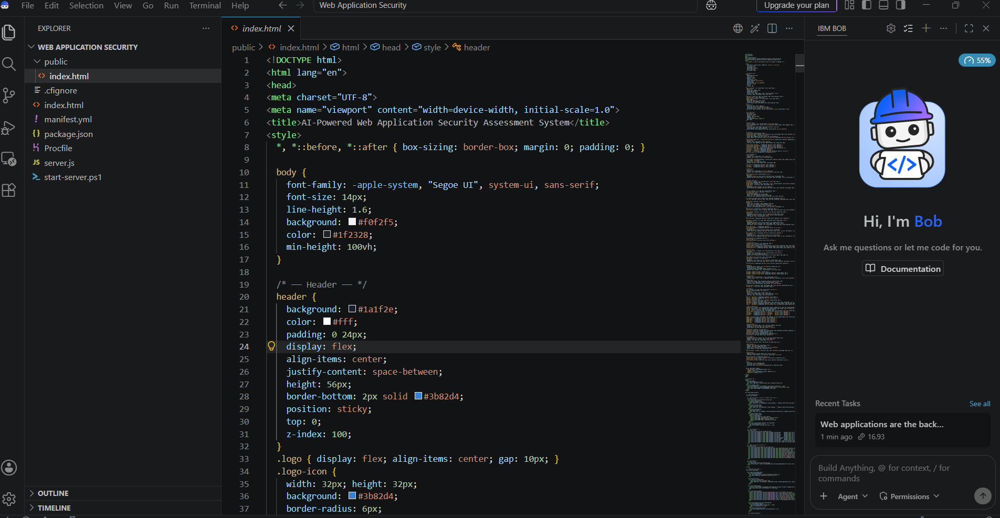 File Edit Selection View Go Run Terminal Help
Web Application Security
Upgrade your plan
EXPLORER
WEB APPLICATION SECURITY
public
index.html
.cfignore
index.html
manifest.yml
package.json
Procfile
server.js
start-server.ps1
OUTLINE
TIMELINE
index.html
public > index.html > html > head > style > header
1 <!DOCTYPE html>
2 <html lang="en">
3 <head>
4 <meta charset="UTF-8">
5 <meta name="viewport" content="width=device-width, initial-scale=1.0">
6 <title>AI-Powered Web Application Security Assessment System</title>
7 <style>
8 *, *::before, *::after { box-sizing: border-box; margin: 0; padding: 0; }
9
10 body {
11 font-family: -apple-system, "Segoe UI", system-ui, sans-serif;
12 font-size: 14px;
13 line-height: 1.6;
14 background: #f0f2f5;
15 color: #1f2328;
16 min-height: 100vh;
17 }
18
19 /* ── Header ── */
20 header {
21 background: #1a1f2e;
22 color: #fff;
23 padding: 0 24px;
24 display: flex;
25 align-items: center;
26 justify-content: space-between;
27 height: 56px;
28 border-bottom: 2px solid #3b82d4;
29 position: sticky;
30 top: 0;
31 z-index: 100;
32 }
33 .logo { display: flex; align-items: center; gap: 10px; }
34 .logo-icon {
35 width: 32px; height: 32px;
36 background: #3b82d4;
37 border-radius: 6px;
IBM BOB
55%
</>
Hi, I'm Bob
Ask me questions or let me code for you.
Documentation
Recent Tasks
See all
Web applications are the back...
1 min ago 16.93
Build Anything, @ for context, / for
commands
Agent
Permissions